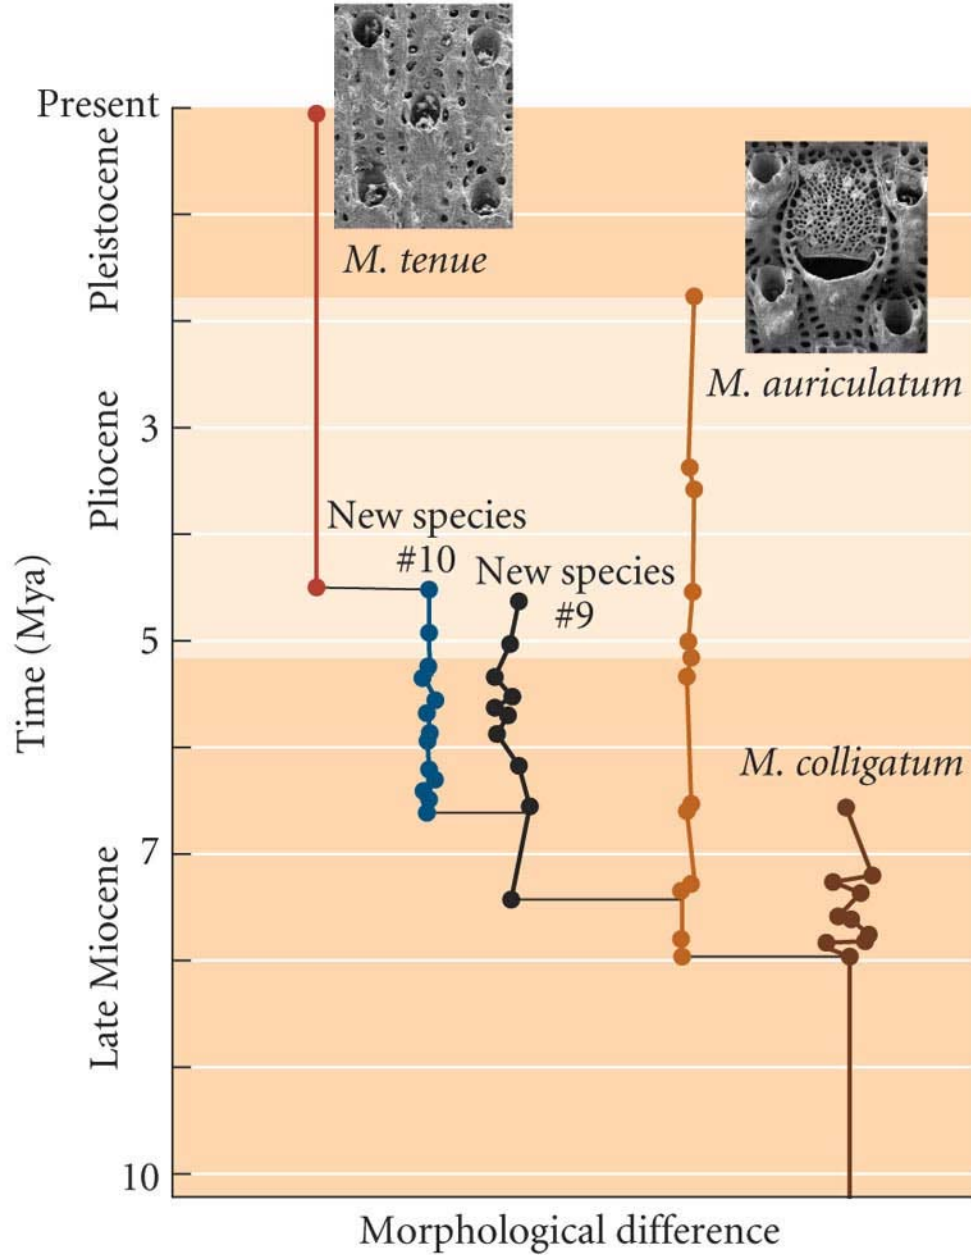 Present
Pleistocene
M. tenue
M. auriculatum
Pliocene
3
New species
#10
New species
#9
Time (Mya)
5
M. colligatum
7
Late Miocene
10
Morphological difference